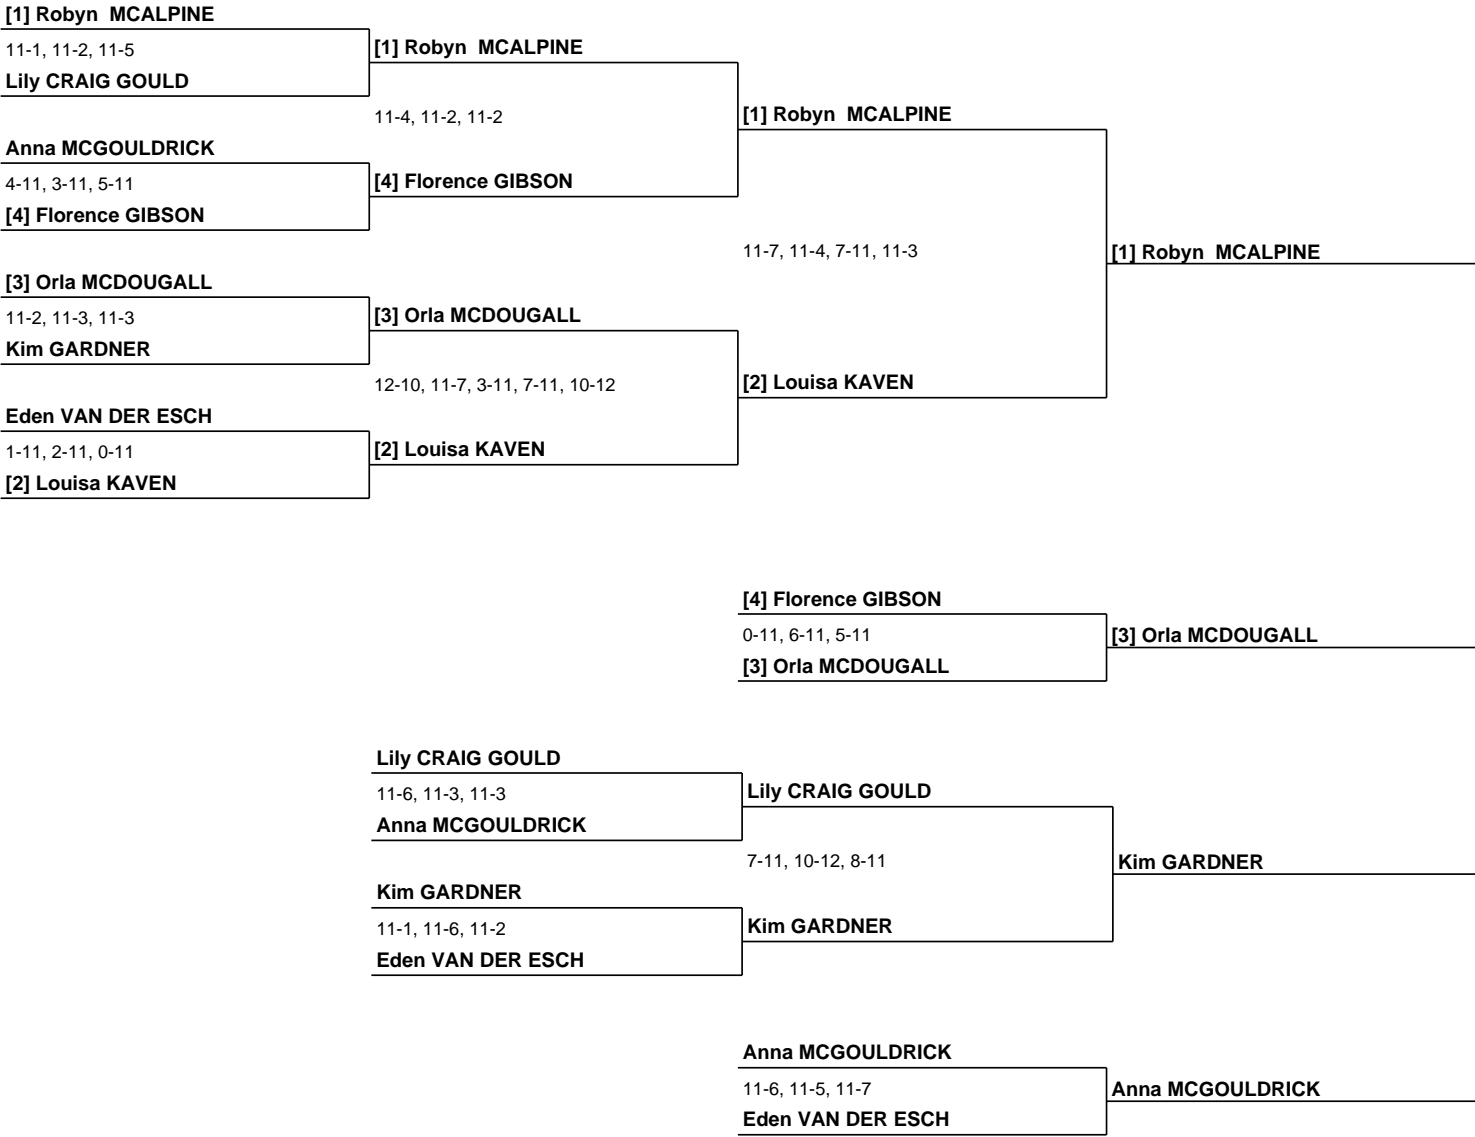 [1] Robyn  MCALPINE
11-1, 11-2, 11-5
[1] Robyn  MCALPINE
Lily CRAIG GOULD
11-4, 11-2, 11-2
[1] Robyn  MCALPINE
Anna MCGOULDRICK
4-11, 3-11, 5-11
[4] Florence GIBSON
[4] Florence GIBSON
11-7, 11-4, 7-11, 11-3
[1] Robyn  MCALPINE
[3] Orla MCDOUGALL
11-2, 11-3, 11-3
[3] Orla MCDOUGALL
Kim GARDNER
12-10, 11-7, 3-11, 7-11, 10-12
[2] Louisa KAVEN
Eden VAN DER ESCH
1-11, 2-11, 0-11
[2] Louisa KAVEN
[2] Louisa KAVEN
[4] Florence GIBSON
0-11, 6-11, 5-11
[3] Orla MCDOUGALL
[3] Orla MCDOUGALL
Lily CRAIG GOULD
11-6, 11-3, 11-3
Lily CRAIG GOULD
Anna MCGOULDRICK
7-11, 10-12, 8-11
Kim GARDNER
Kim GARDNER
11-1, 11-6, 11-2
Kim GARDNER
Eden VAN DER ESCH
Anna MCGOULDRICK
11-6, 11-5, 11-7
Anna MCGOULDRICK
Eden VAN DER ESCH